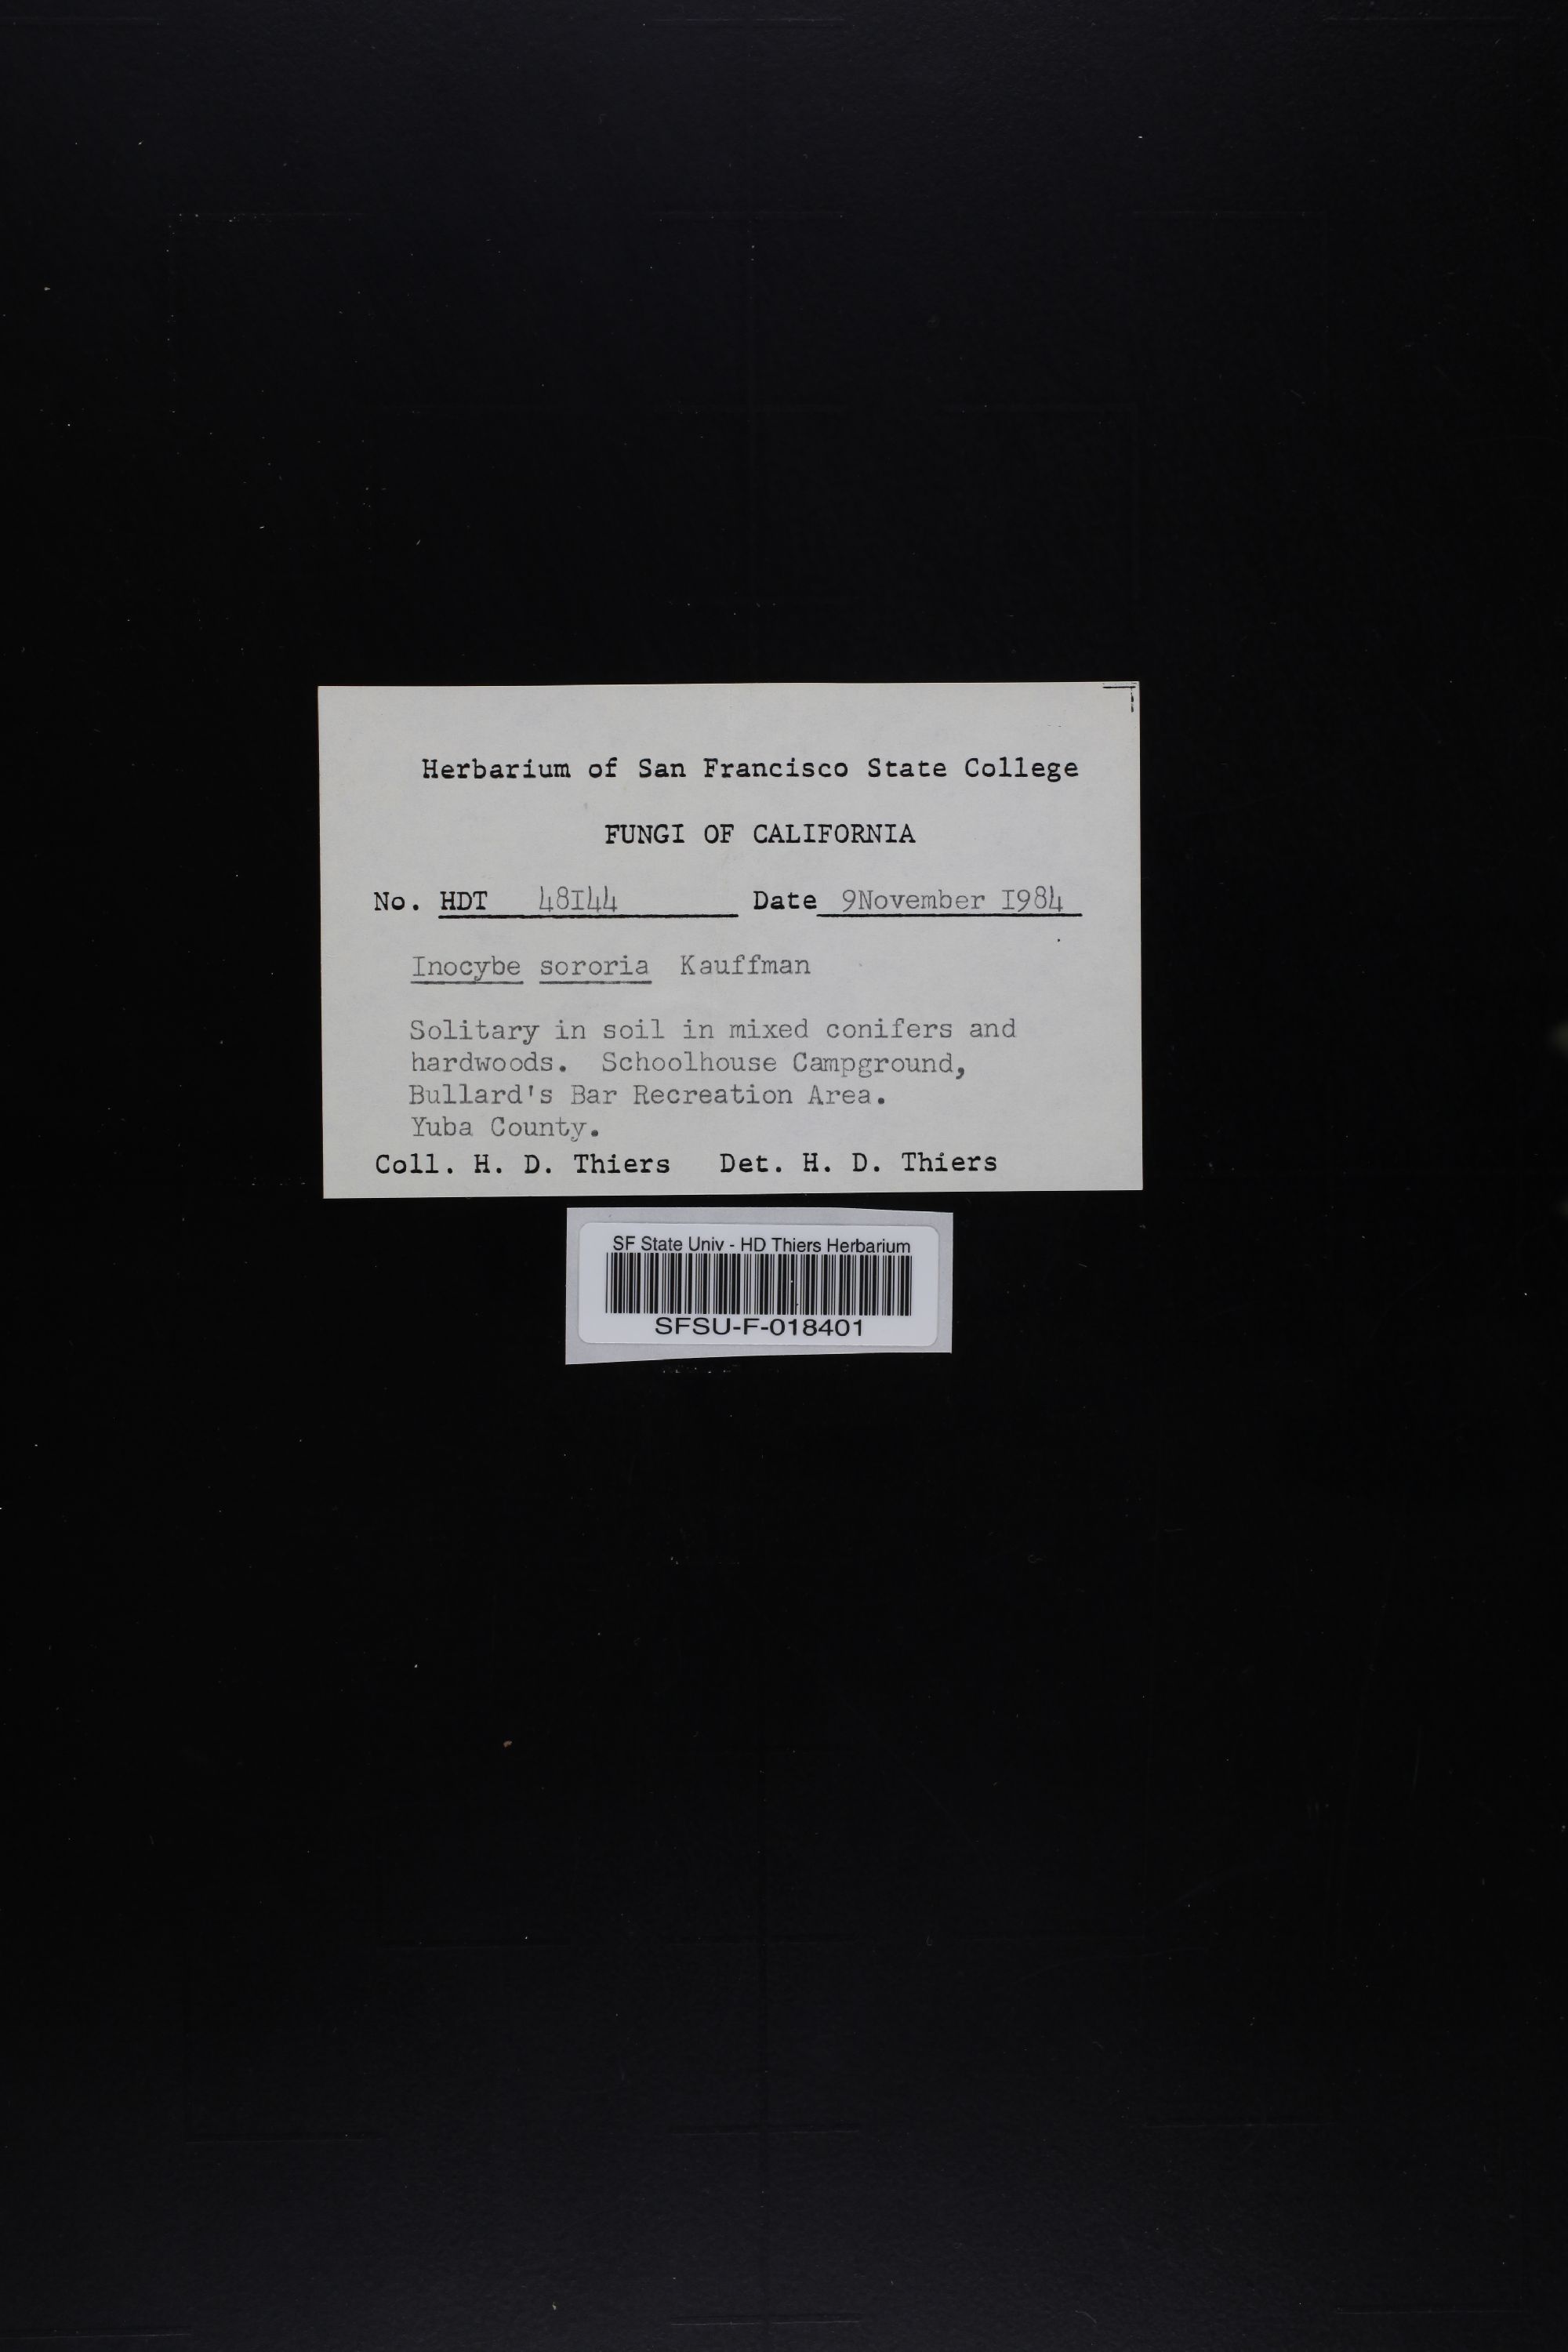 Herbarium of San Francisco State College
FUNGI OF CALIFORNIA
No. HDT 48I44 Date 9November I984
Inocybe sororia Kauffman
Solitary in soil in mixed conifers and
hardwoods. Schoolhouse Campground,
Bullard's Bar Recreation Area.
Yuba County.
Coll. H. D. Thiers Det. H. D. Thiers
SF State Univ - HD Thiers Herbarium
SFSU-F-018401